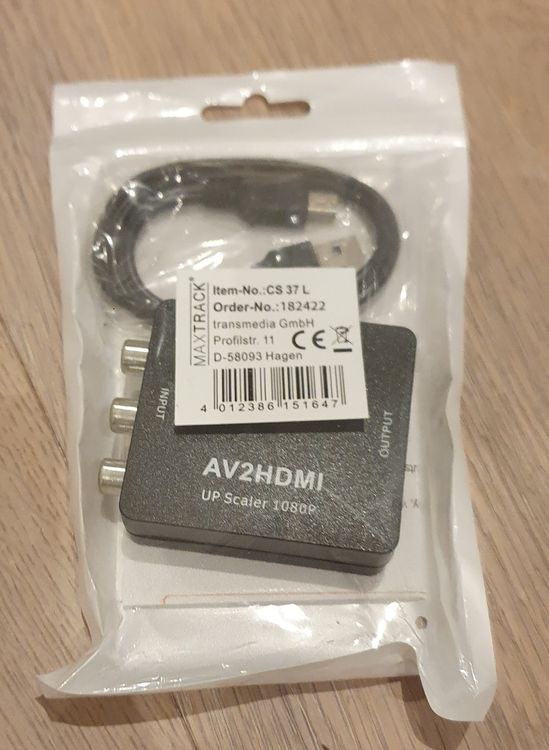 MAXTRACK®
Item-No.:CS 37 L
Order-No.:182422
transmedia GmbH
Profilstr. 11
D-58093 Hagen
CE
4 012386 151647
INPUT
OUTPUT
AV2HDMI
UP Scaler 1080P